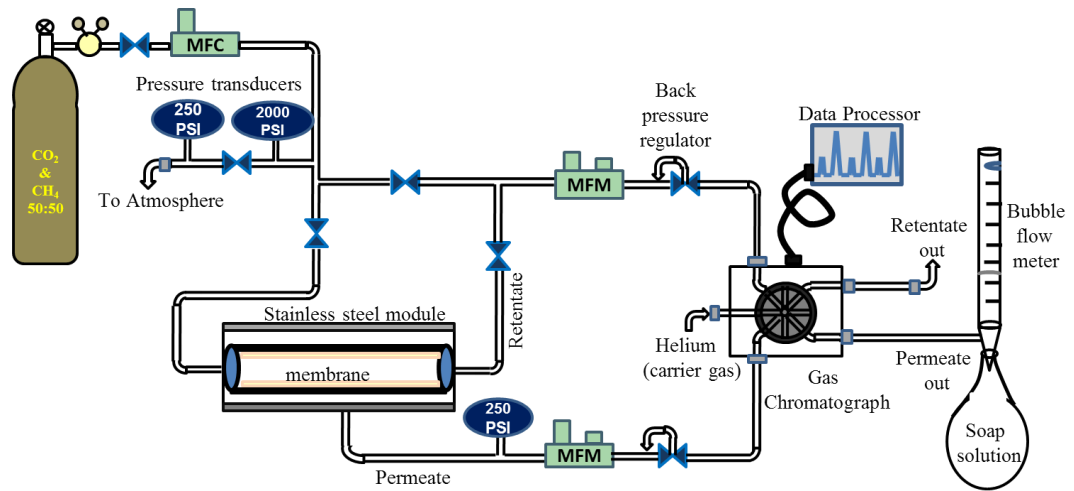 MFC
Pressure transducers
250
PSI
2000
PSI
CO₂
&
CH₄
50:50
To Atmosphere
Back
pressure
regulator
Data Processor
MFM
Retentate
out
Bubble
flow
meter
Retentate
Stainless steel module
membrane
Helium
(carrier gas)
Gas
Chromatograph
Permeate
out
250
PSI
MFM
Permeate
Soap
solution